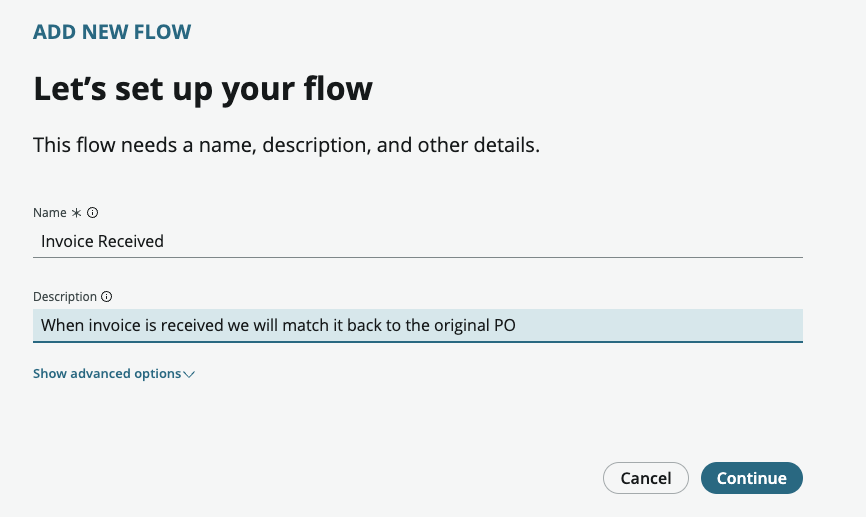 ADD NEW FLOW
Let’s set up your flow
This flow needs a name, description, and other details.
Name *
Invoice Received
Description
When invoice is received we will match it back to the original PO
Show advanced options
Cancel Continue